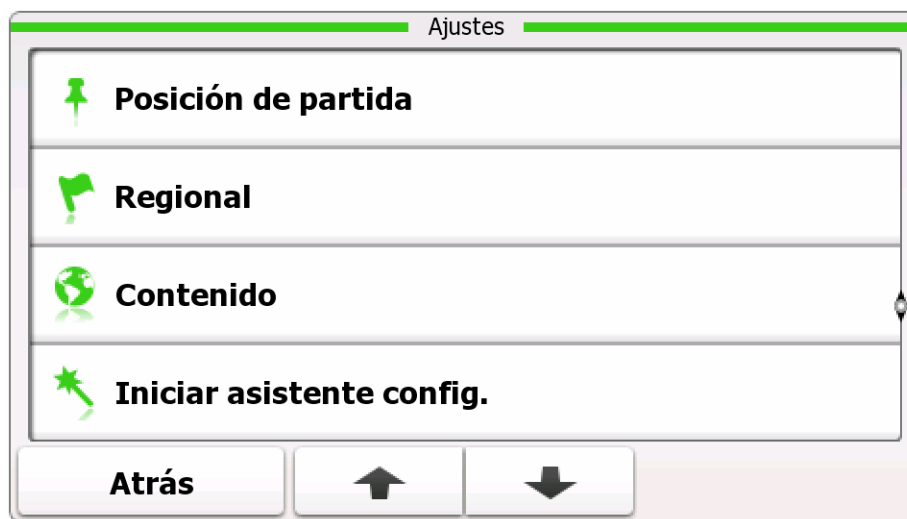 Ajustes
Posición de partida
Regional
Contenido
Iniciar asistente config.
Atrás